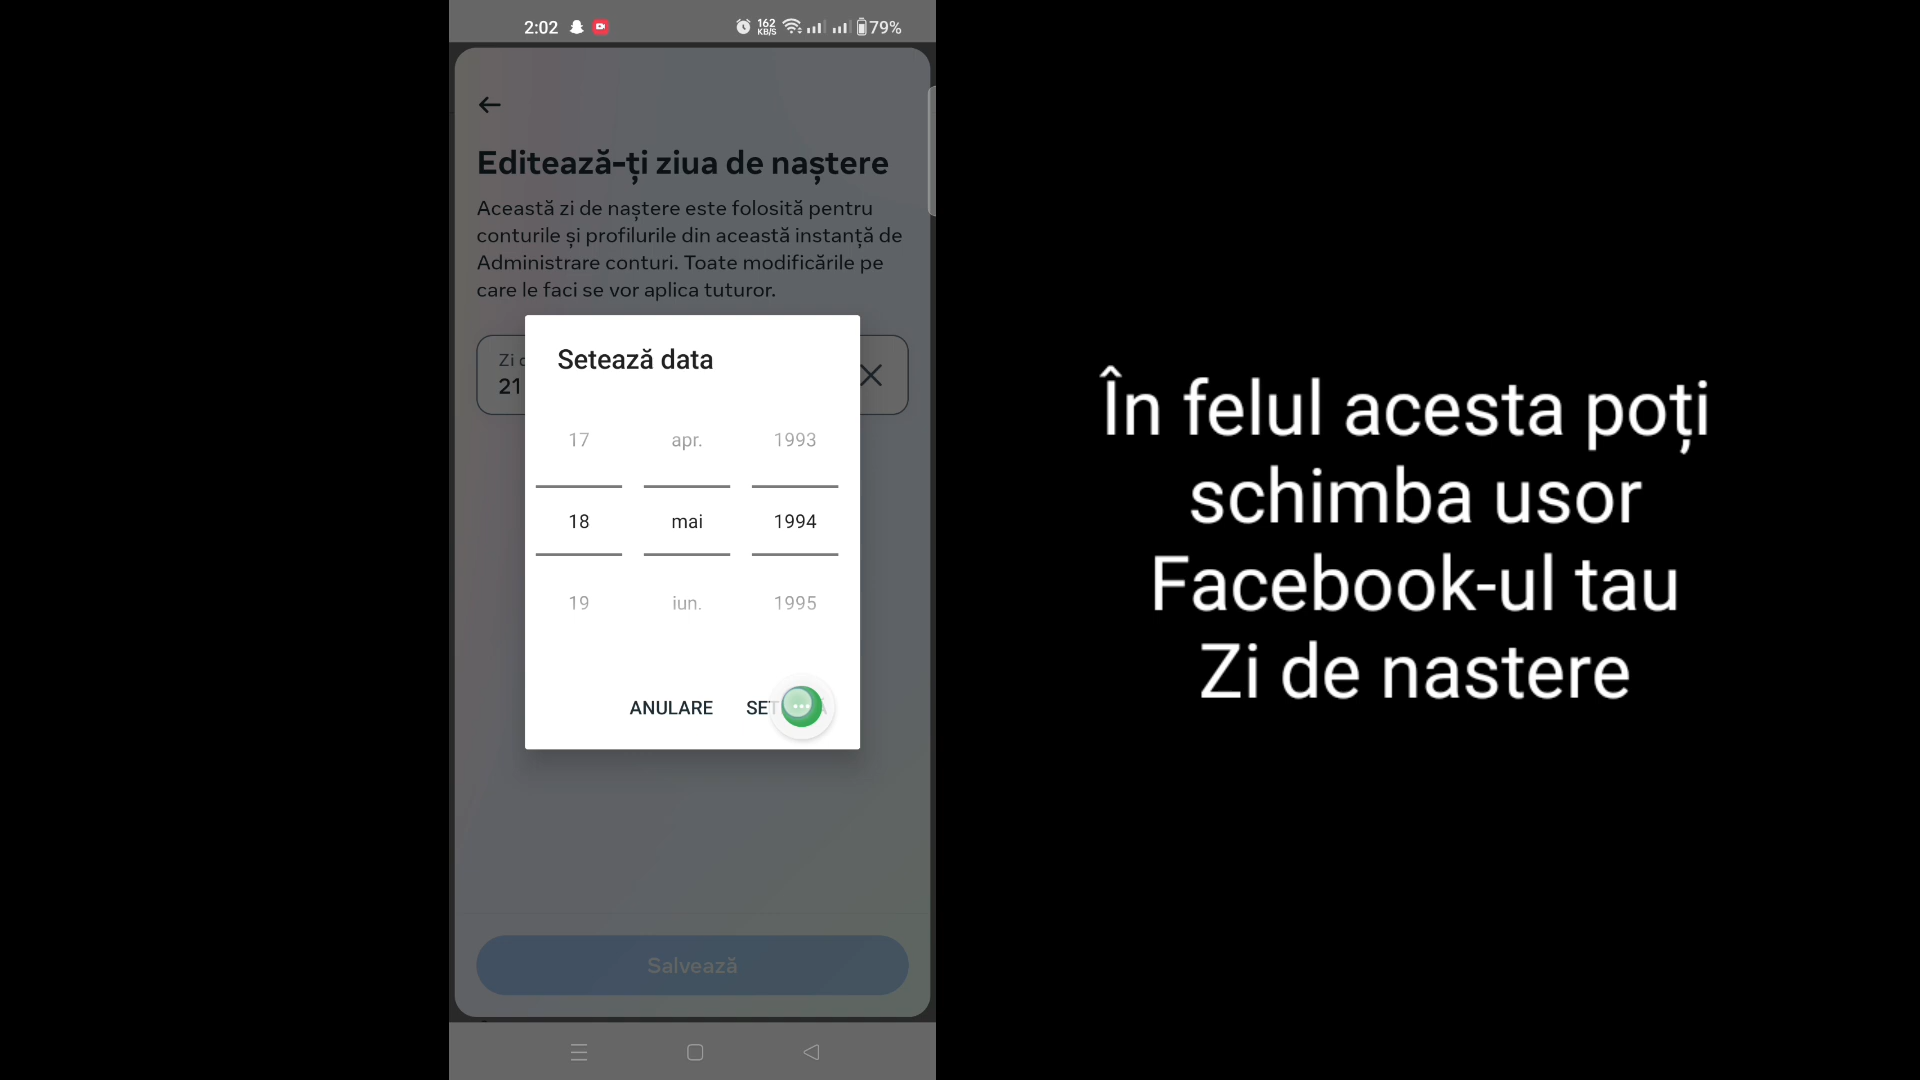 2:02
162
KB/S
79%
Editează-ți ziua de naștere
Această zi de naștere este folosită pentru
conturile și profilurile din această instanță de
Administrare conturi. Toate modificările pe
care le faci se vor aplica tuturor.
Zi
21
Setează data
17 apr. 1993
18 mai 1994
19 iun. 1995
ANULARE
Salvează
În felul acesta poți
schimba usor
Facebook-ul tau
Zi de nastere